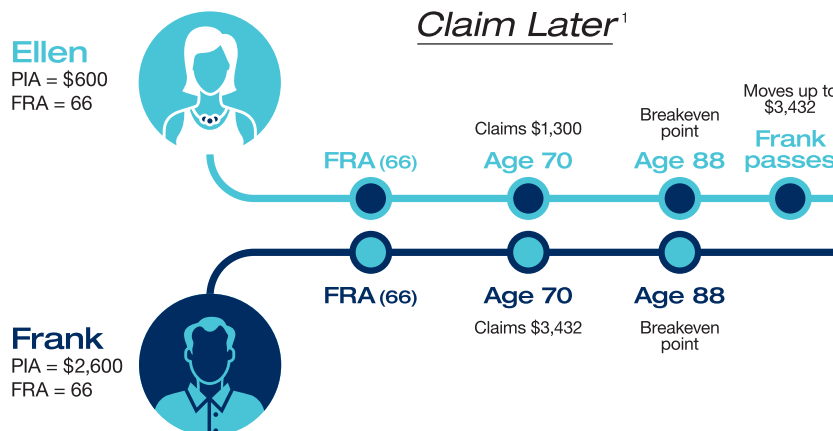 Claim Later¹
Ellen
PIA = $600
FRA = 66
FRA (66)
Claims $1,300
Age 70
Breakeven
point
Age 88
Moves up to
$3,432
Frank
passes
FRA (66)
Age 70
Claims $3,432
Age 88
Breakeven
point
Frank
PIA = $2,600
FRA = 66